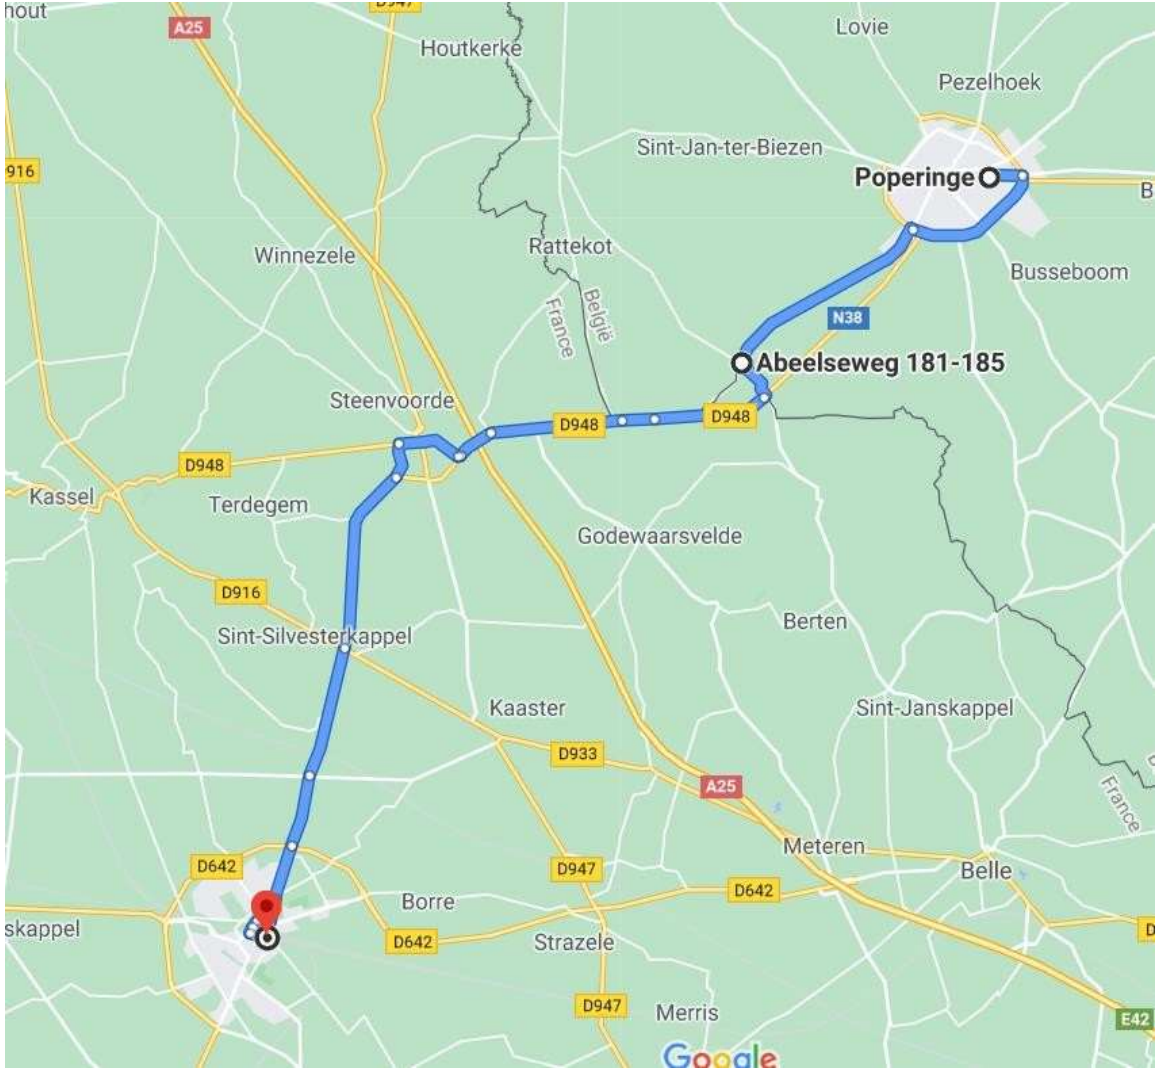 hout
A25
D947
Houtkerke
Lovie
Pezelhoek
916
Sint-Jan-ter-Biezen
Poperinge
B
Rattekot
Winnezele
Busseboom
België
France
N38
Abeelseweg 181-185
Steenvoorde
D948
D948
D948
Kassel
Terdegem
Godewaarsvelde
D916
Berten
Sint-Silvesterkappel
Kaaster
Sint-Janskappel
D933
A25
France
Meteren
D642
D947
Belle
D642
Borre
skappel
D642
Strazele
D
D947
Merris
E42
Google